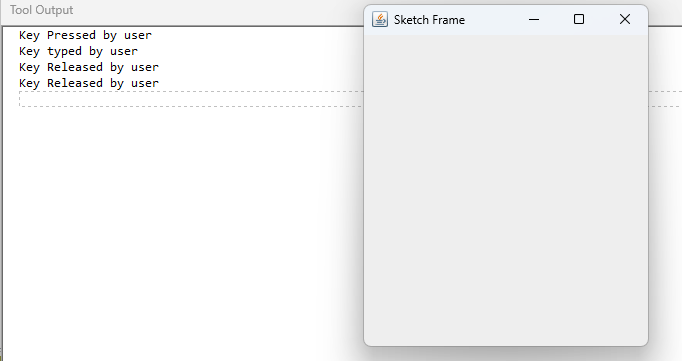 Tool Output
Sketch Frame
Key Pressed by user
Key typed by user
Key Released by user
Key Released by user